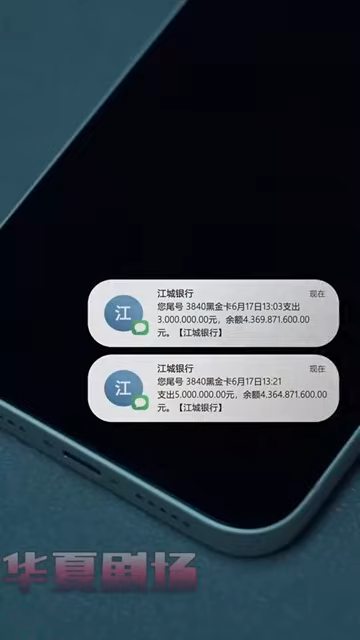 江城银行
现在
江
您尾号 3840黑金卡6月17日13:03支出
3.000.000.00元，余额4.369.871.600.00
元。【江城银行】
江城银行
现在
江
您尾号 3840黑金卡6月17日13:21
支出5.000.000.00元，余额4.364.871.600.00
元。【江城银行】
华夏剧场